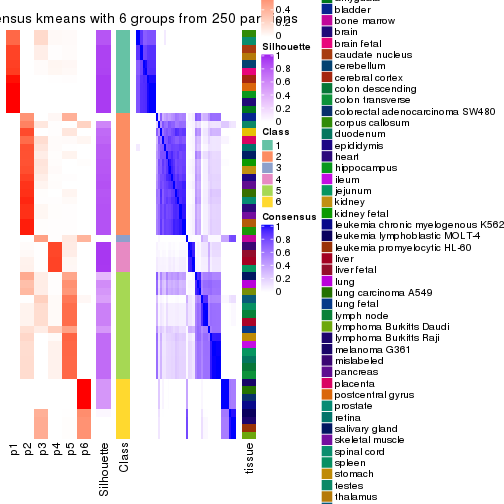 ensus kmeans with 6 groups from 250 par ons
p1
p2
p3
p4
p5
p6
Silhouette
Class
tissue
0.4
0.2
0
Silhouette
1
0.8
0.6
0.4
0.2
0
Class
1
2
3
4
5
6
Consensus
1
0.8
0.6
0.4
0.2
0
bladder
bone marrow
brain
brain fetal
caudate nucleus
cerebellum
cerebral cortex
colon descending
colon transverse
colorectal adenocarcinoma SW480
corpus callosum
duodenum
epididymis
heart
hippocampus
ileum
jejunum
kidney
kidney fetal
leukemia chronic myelogenous K562
leukemia lymphoblastic MOLT-4
leukemia promyelocytic HL-60
liver
liver fetal
lung
lung carcinoma A549
lung fetal
lymph node
lymphoma Burkitts Daudi
lymphoma Burkitts Raji
melanoma G361
mislabeled
pancreas
placenta
postcentral gyrus
prostate
retina
salivary gland
skeletal muscle
spinal cord
spleen
stomach
testes
thalamus